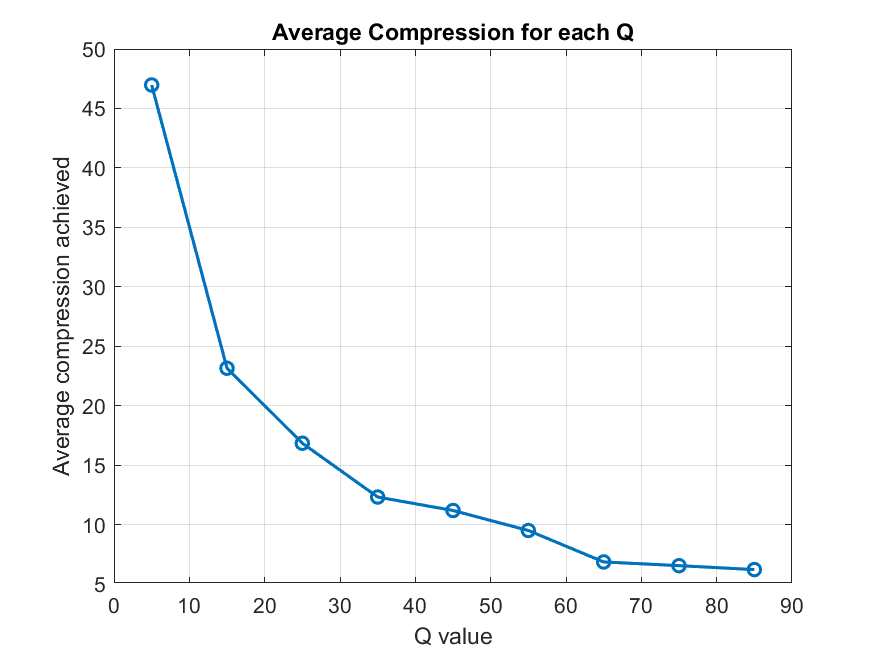 Average Compression for each Q
50
45
40
35
30
25
20
15
10
5
Average compression achieved
0 10 20 30 40 50 60 70 80 90
Q value